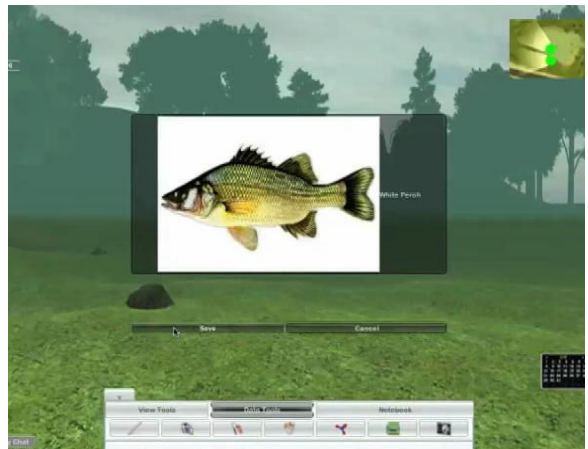 White Perch
Save
Cancel
View Tools
Data Tools
Notebook
Chat